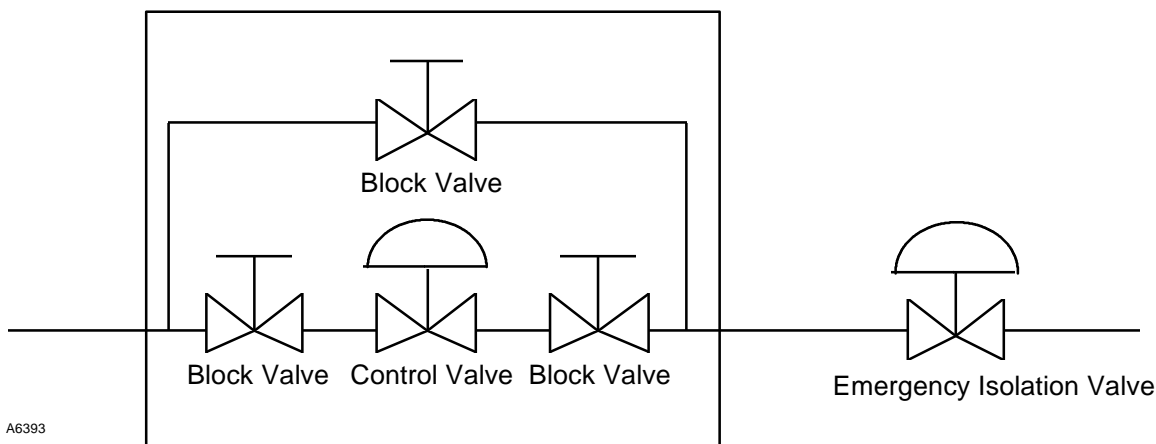 Block Valve
Block Valve
Control Valve
Block Valve
Emergency Isolation Valve
A6393